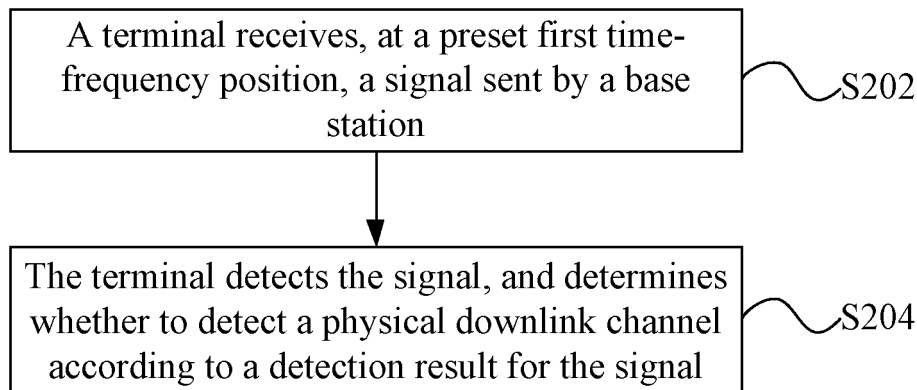 A terminal receives, at a preset first time-
frequency position, a signal sent by a base
station
S202
The terminal detects the signal, and determines
whether to detect a physical downlink channel
according to a detection result for the signal
S204